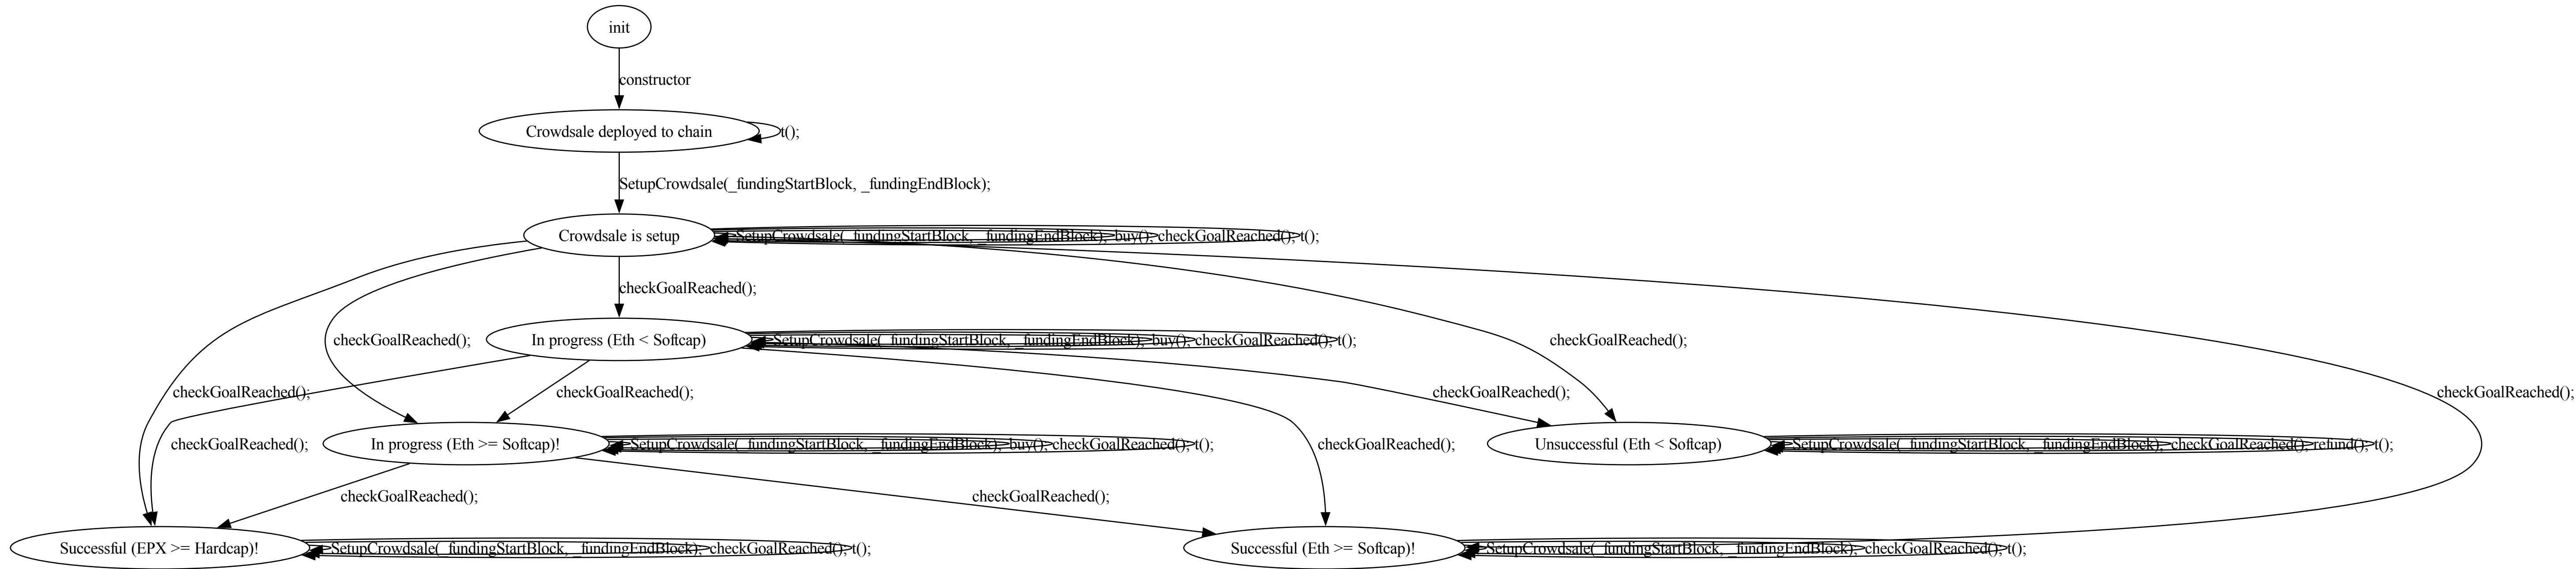 init
constructor
Crowdsale deployed to chain
t();
SetupCrowdsale(_fundingStartBlock, _fundingEndBlock);
Crowdsale is setup
SetupCrowdsale(_fundingStartBlock, _fundingEndBlock);
buy();
checkGoalReached();
t();
checkGoalReached();
In progress (Eth < Softcap)
SetupCrowdsale(_fundingStartBlock, _fundingEndBlock);
buy();
checkGoalReached();
t();
checkGoalReached();
checkGoalReached();
checkGoalReached();
checkGoalReached();
checkGoalReached();
checkGoalReached();
checkGoalReached();
In progress (Eth >= Softcap)!
SetupCrowdsale(_fundingStartBlock, _fundingEndBlock);
buy();
checkGoalReached();
t();
checkGoalReached();
checkGoalReached();
Unsuccessful (Eth < Softcap)
SetupCrowdsale(_fundingStartBlock, _fundingEndBlock);
checkGoalReached();
refund();
t();
checkGoalReached();
checkGoalReached();
Successful (EPX >= Hardcap)!
SetupCrowdsale(_fundingStartBlock, _fundingEndBlock);
checkGoalReached();
t();
Successful (Eth >= Softcap)!
SetupCrowdsale(_fundingStartBlock, _fundingEndBlock);
checkGoalReached();
t();